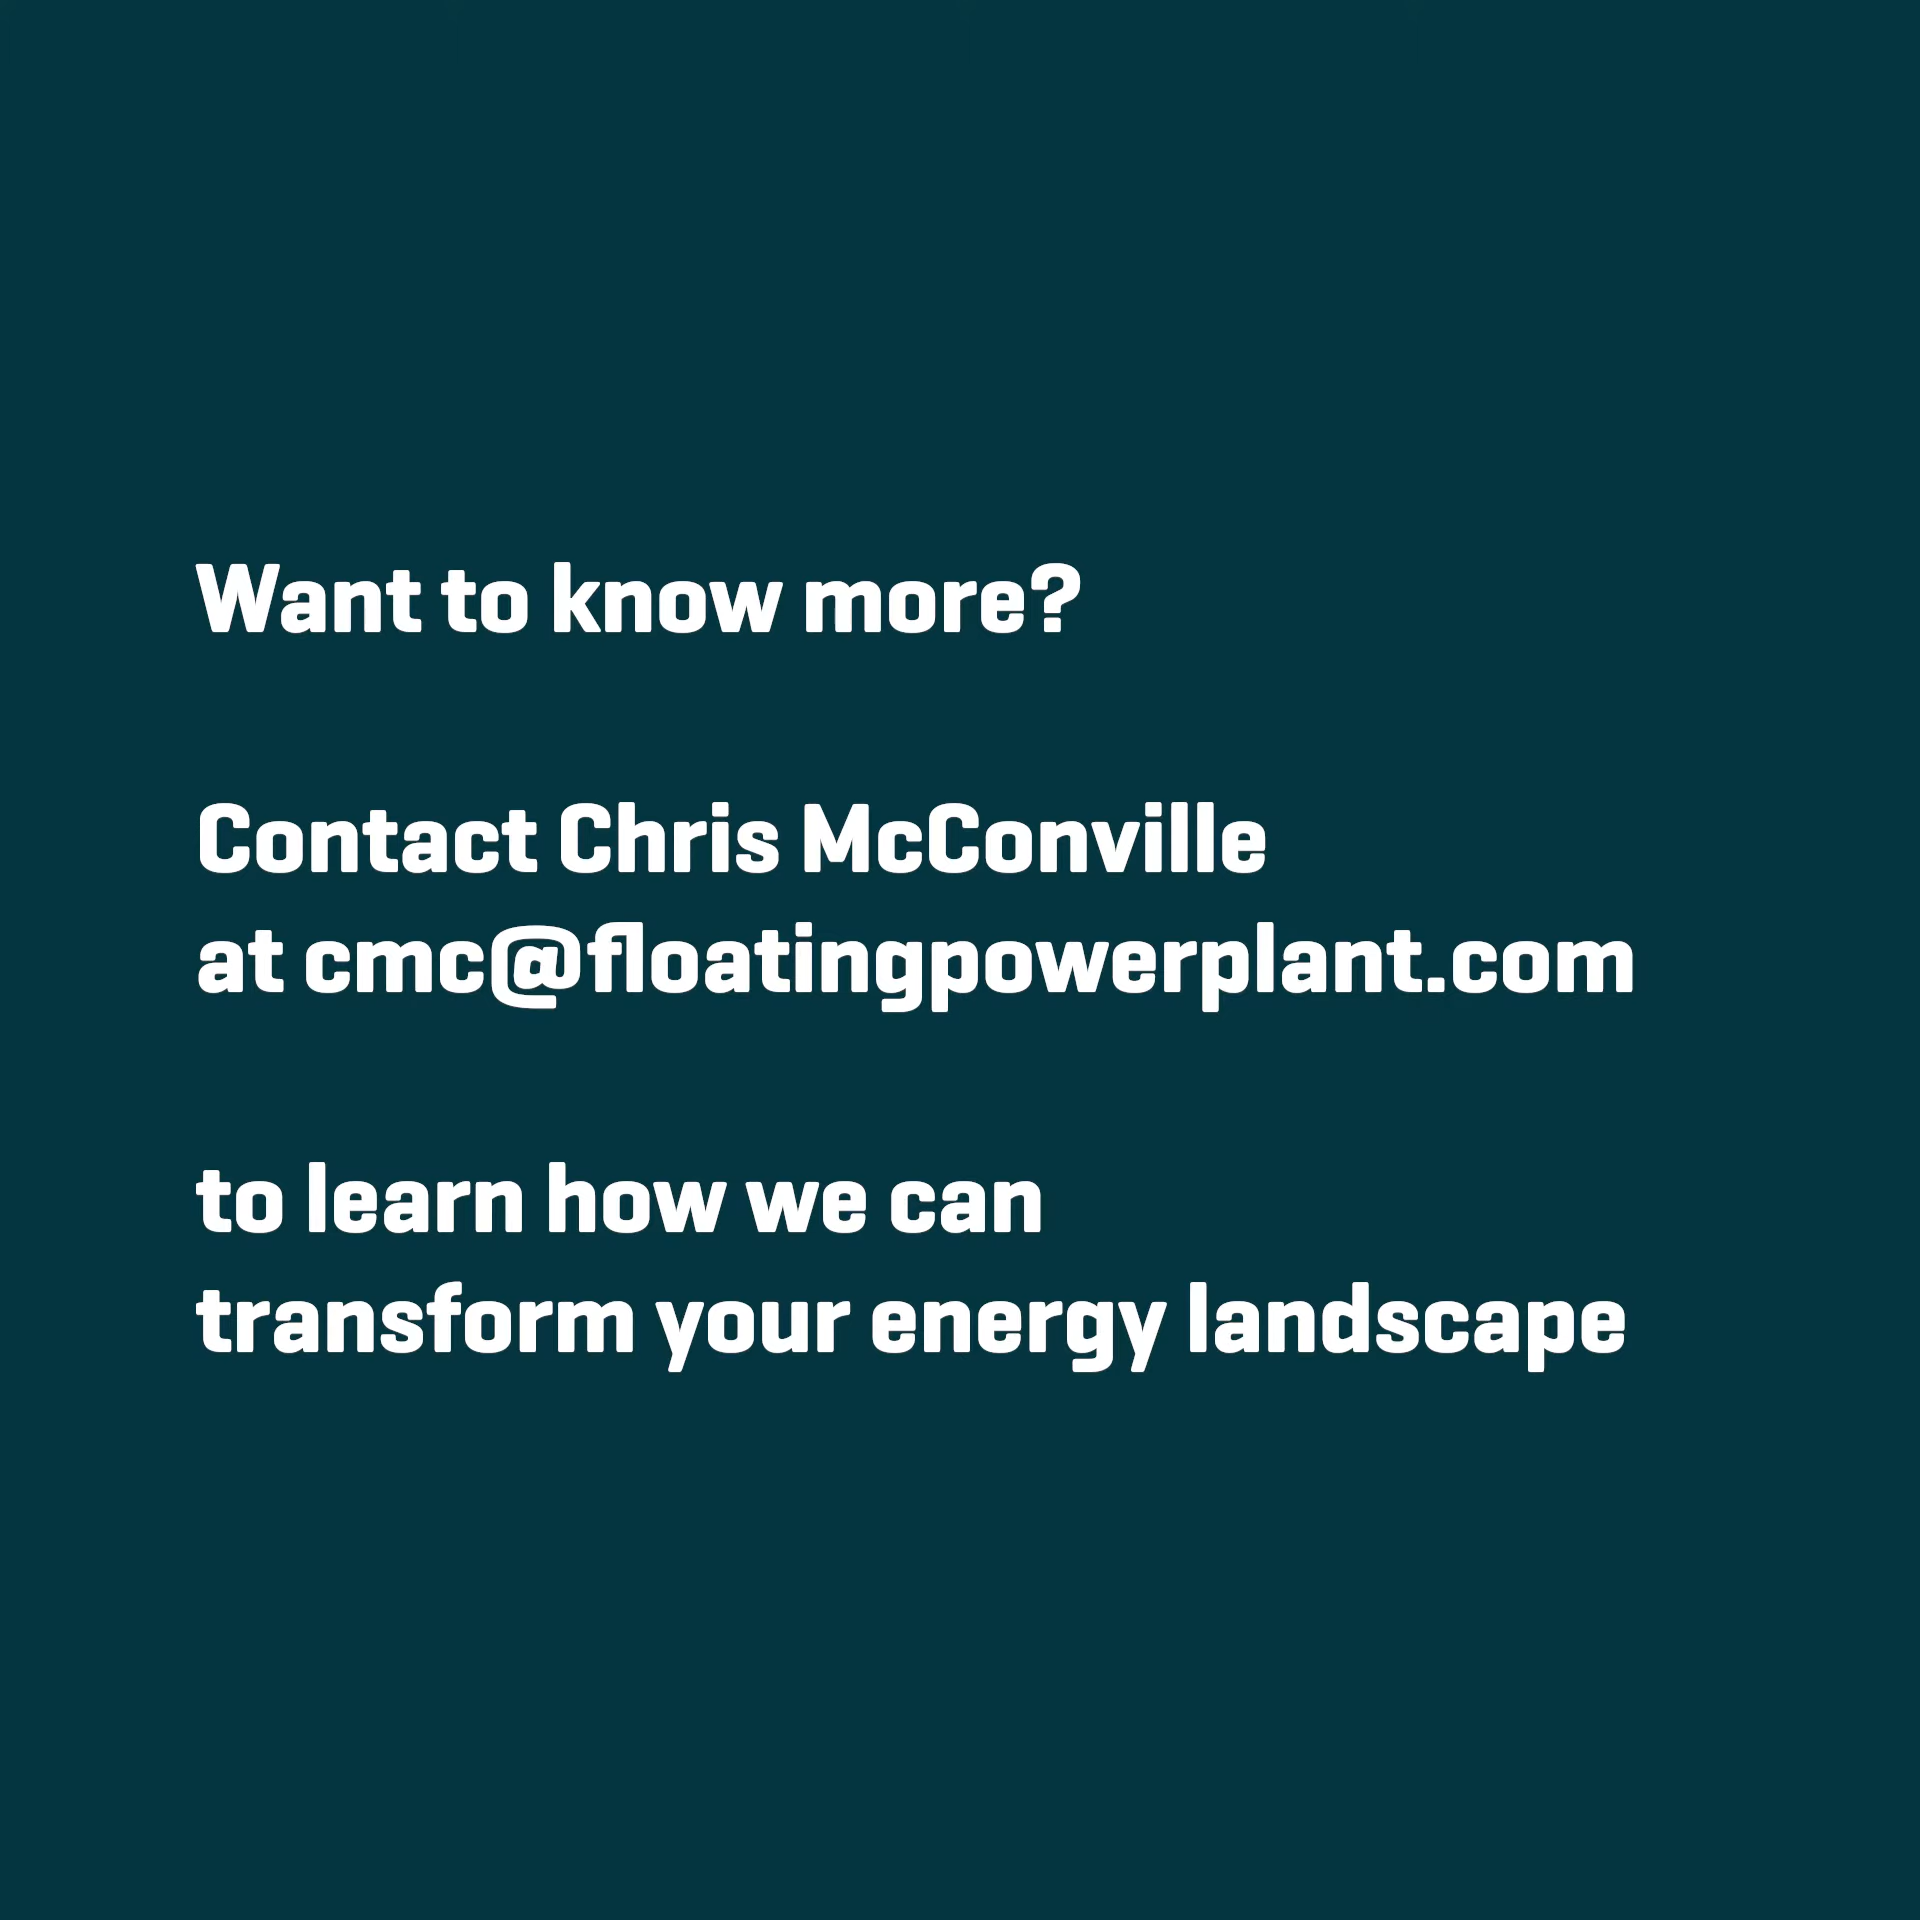 Want to know more?
Contact Chris McConville
at cmc@floatingpowerplant.com
to learn how we can
transform your energy landscape